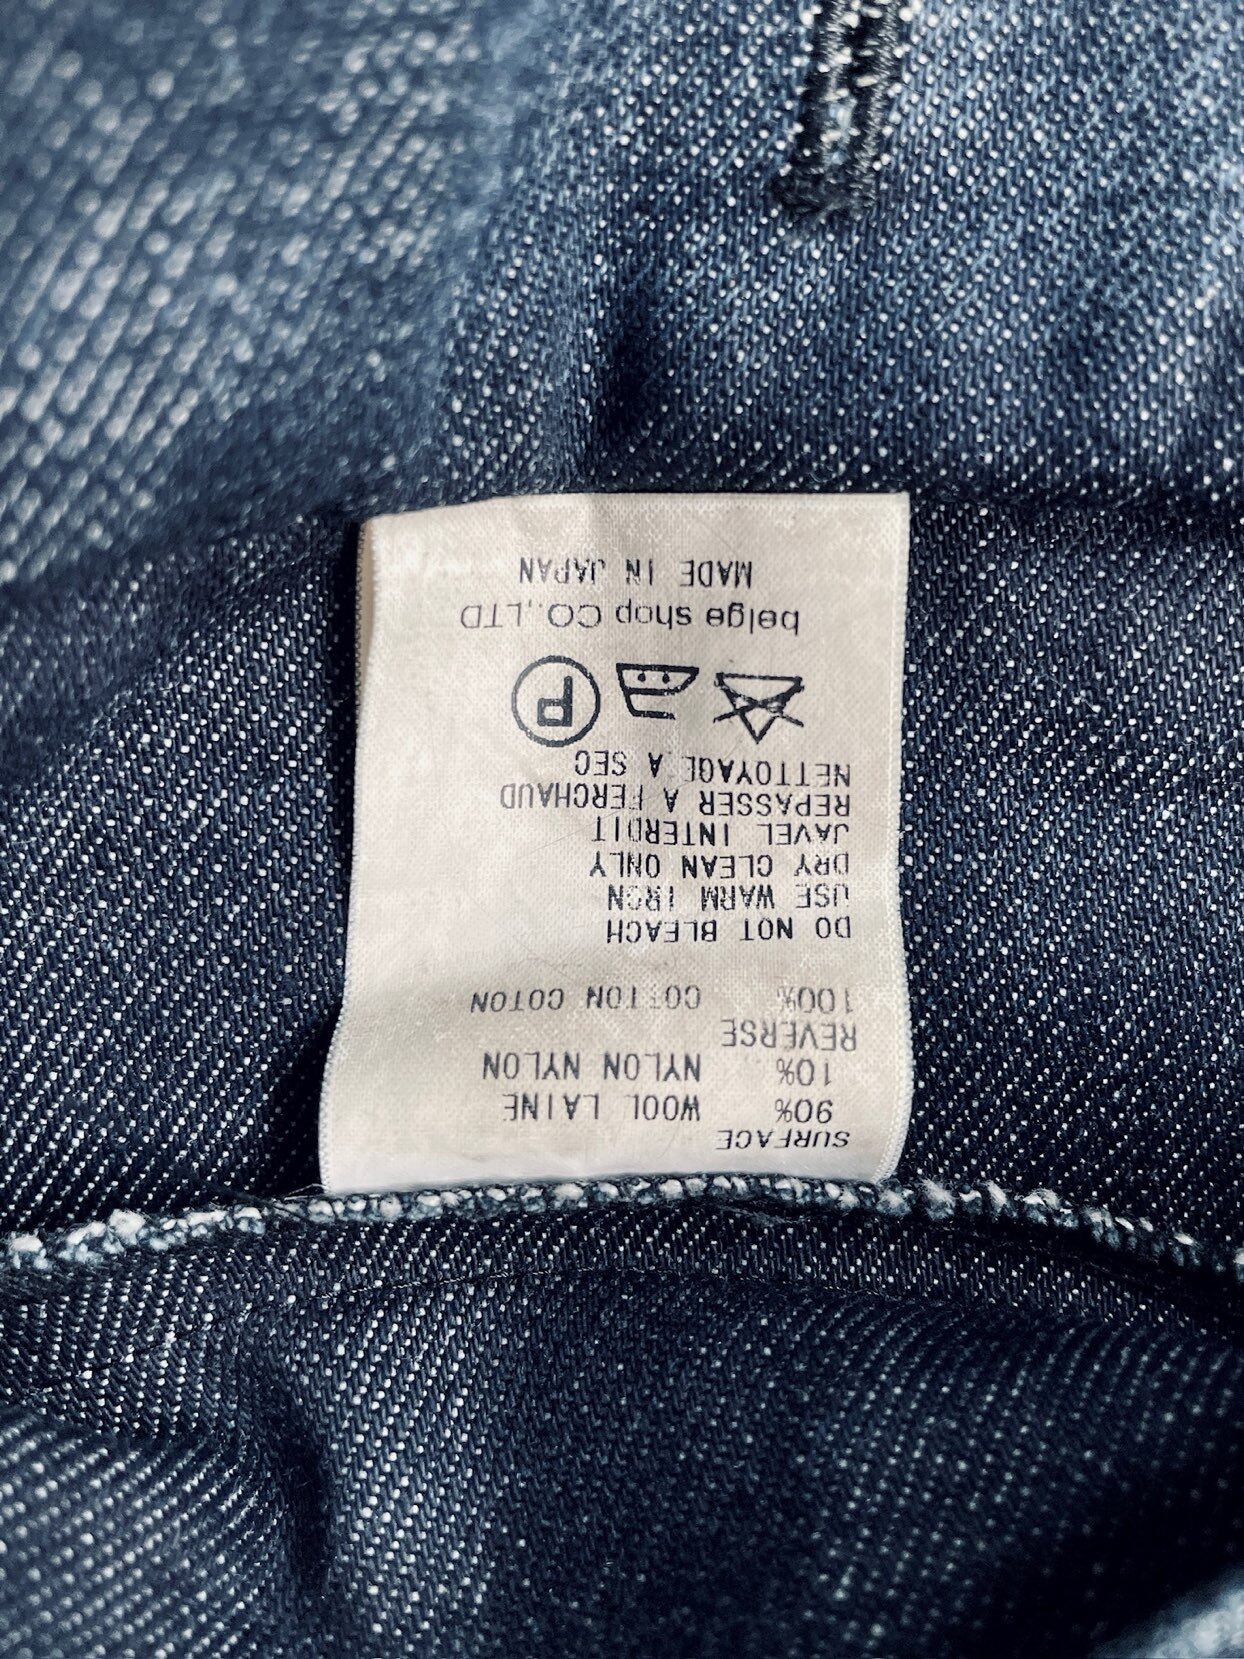 SURFACE
90% WOOL LAINE
10% NYLON NYLON
REVERSE
100% COTTON COTON
DO NOT BLEACH
USE WARM IRON
DRY CLEAN ONLY
JAVEL INTERDIT
REPASSER A FERCHAUD
NETTOYAGE A SEC
P
beige shop CO.,LTD
MADE IN JAPAN